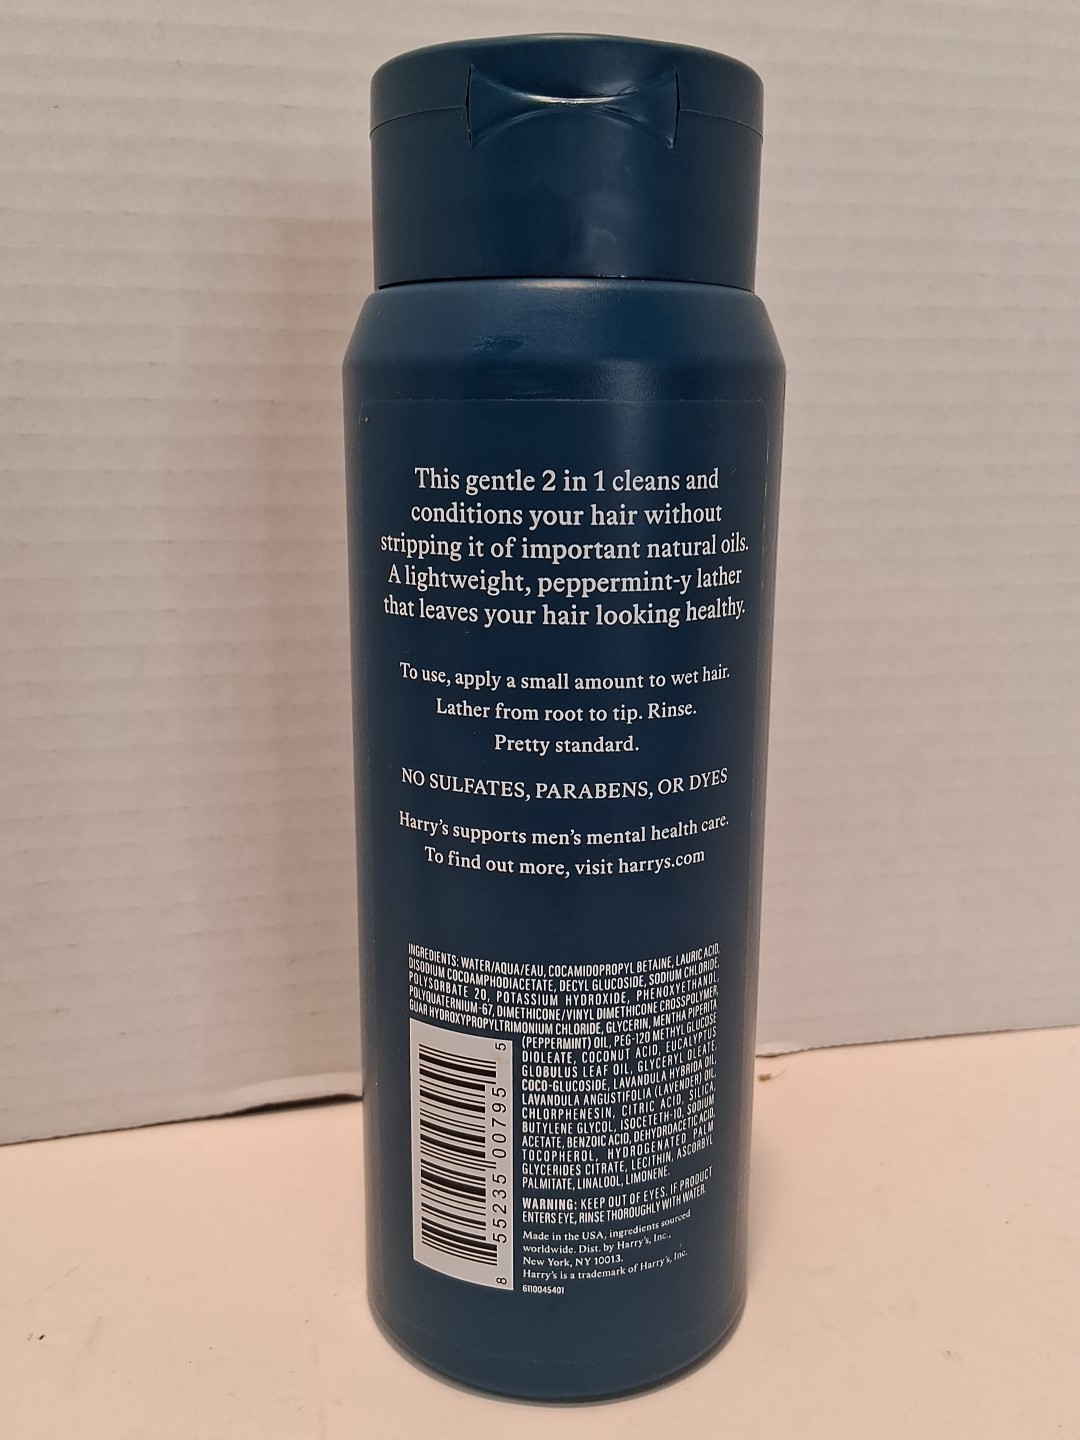 This gentle 2 in 1 cleans and
conditions your hair without
stripping it of important natural oils.
A lightweight, peppermint-y lather
that leaves your hair looking healthy.
To use, apply a small amount to wet hair.
Lather from root to tip. Rinse.
Pretty standard.
NO SULFATES, PARABENS, OR DYES
Harry's supports men's mental health care.
To find out more, visit harrys.com
INGREDIENTS: WATER/AQUA/EAU, COCAMIDOPROPYL BETAINE, LAURIC ACID,
DISODIUM COCOAMPHODIACETATE, DECYL GLUCOSIDE, SODIUM CHLORIDE,
POLYSORBATE 20, POTASSIUM HYDROXIDE, PHENOXYETHANOL,
POLYQUATERNIUM-67, DIMETHICONE/VINYL DIMETHICONE CROSSPOLYMER,
GUAR HYDROXYPROPYLTRIMONIUM CHLORIDE, GLYCERIN, MENTHA PIPERITA
(PEPPERMINT) OIL, PEG-120 METHYL GLUCOSE
DIOLEATE, COCONUT ACID, EUCALYPTUS
GLOBULUS LEAF OIL, GLYCERYL OLEATE,
COCO-GLUCOSIDE, LAVANDULA HYBRIDA OIL,
LAVANDULA ANGUSTIFOLIA (LAVENDER) OIL,
CHLORPHENESIN, CITRIC ACID, SILICA,
BUTYLENE GLYCOL, ISOCETETH-10, SODIUM
ACETATE, BENZOIC ACID, DEHYDROACETIC ACID,
TOCOPHEROL, HYDROGENATED PALM
GLYCERIDES CITRATE, LECITHIN, ASCORBYL
PALMITATE, LINALOOL, LIMONENE.
WARNING: KEEP OUT OF EYES. IF PRODUCT
ENTERS EYE, RINSE THOROUGHLY WITH WATER.
Made in the USA, ingredients sourced
worldwide. Dist. by Harry's, Inc.,
New York, NY 10013.
Harry's is a trademark of Harry's, Inc.
6110045401
8 55235 00795 5